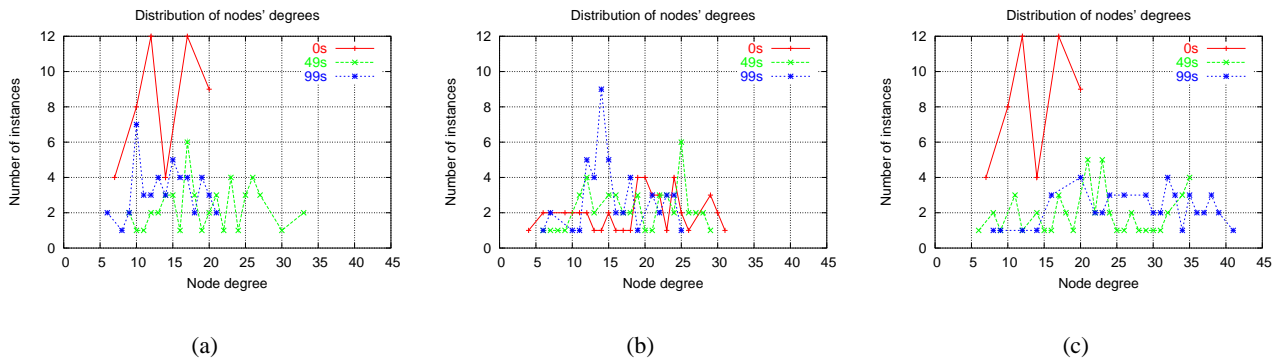 Distribution of nodes' degrees
Number of instances
12
10
8
6
4
2
0
0s
49s
99s
0 5 10 15 20 25 30 35 40 45
Node degree
(a)
Distribution of nodes' degrees
Number of instances
12
10
8
6
4
2
0
0s
49s
99s
0 5 10 15 20 25 30 35 40 45
Node degree
(b)
Distribution of nodes' degrees
Number of instances
12
10
8
6
4
2
0
0s
49s
99s
0 5 10 15 20 25 30 35 40 45
Node degree
(c)